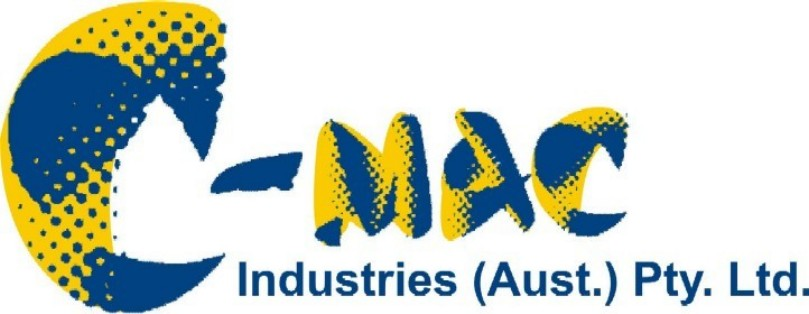 C-MAC
Industries (Aust.) Pty. Ltd.